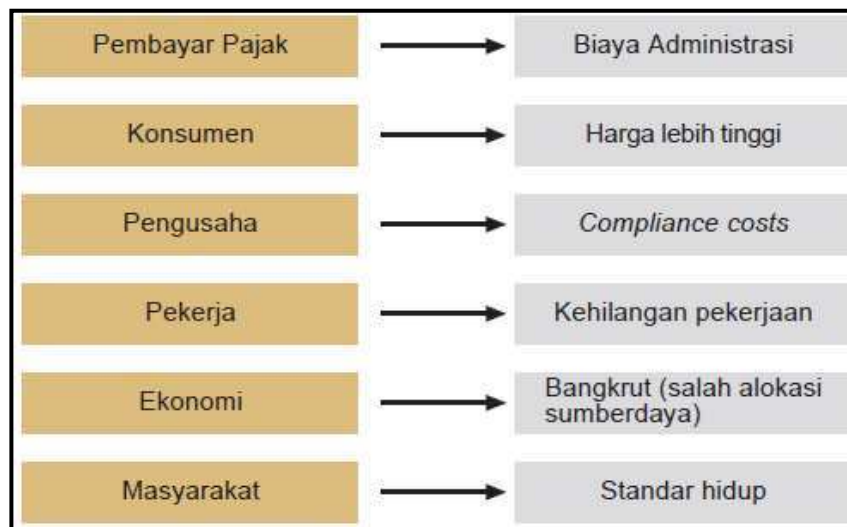 Pembayar Pajak
Biaya Administrasi
Konsumen
Harga lebih tinggi
Pengusaha
Compliance costs
Pekerja
Kehilangan pekerjaan
Ekonomi
Bangkrut (salah alokasi
sumberdaya)
Masyarakat
Standar hidup